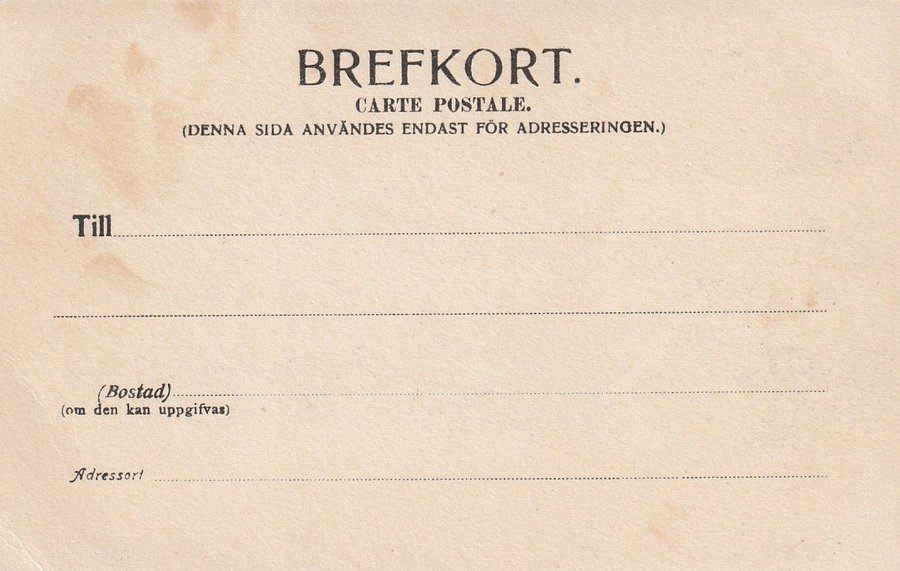 BREFKORT.
CARTE POSTALE.
(DENNA SIDA ANVÄNDES ENDAST FÖR ADRESSERINGEN.)
Till
(Bostad)
(om den kan uppgifvas)
Adressort